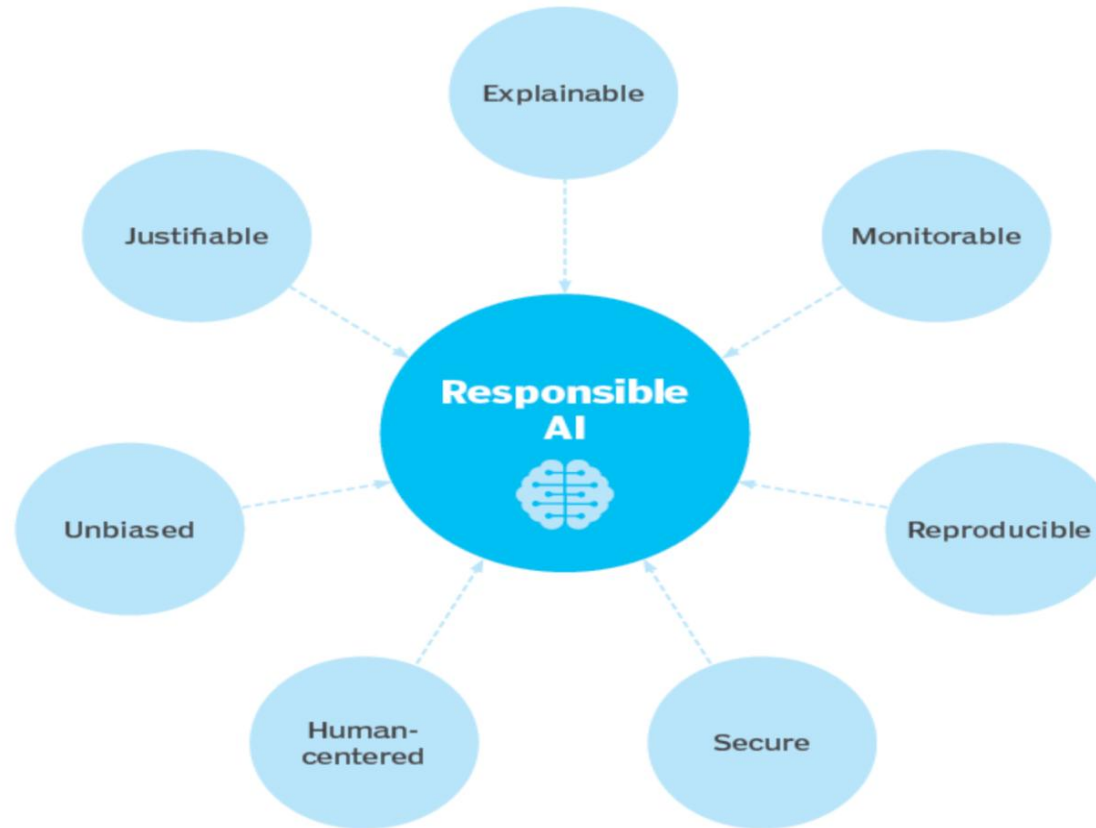 Explainable
Justifiable
Monitorable
Responsible
AI
Unbiased
Reproducible
Human-
centered
Secure